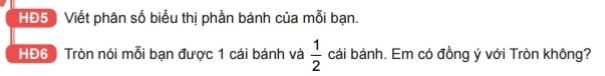 HĐ5 Viết phân số biểu thị phần bánh của mỗi bạn.
HĐ6 Tròn nói mỗi bạn được 1 cái bánh và 1/2 cái bánh. Em có đồng ý với Tròn không?